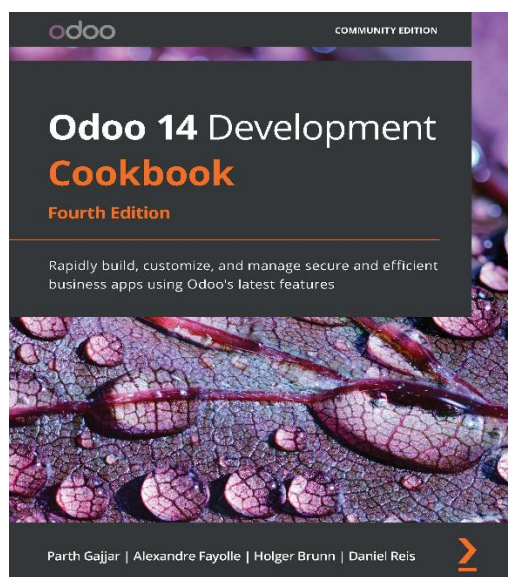 odoo
COMMUNITY EDITION
Odoo 14 Development
Cookbook
Fourth Edition
Rapidly build, customize, and manage secure and efficient
business apps using Odoo's latest features
Parth Gajjar | Alexandre Fayolle | Holger Brunn | Daniel Reis